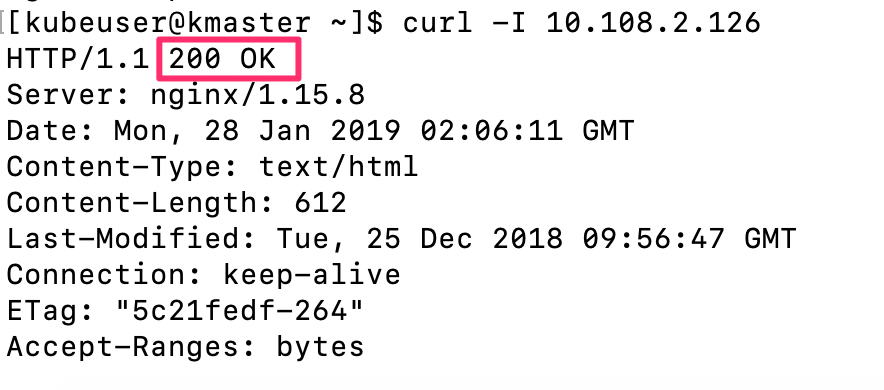 [[kubeuser@kmaster ~]$ curl -I 10.108.2.126
HTTP/1.1 200 OK
Server: nginx/1.15.8
Date: Mon, 28 Jan 2019 02:06:11 GMT
Content-Type: text/html
Content-Length: 612
Last-Modified: Tue, 25 Dec 2018 09:56:47 GMT
Connection: keep-alive
ETag: "5c21fedf-264"
Accept-Ranges: bytes